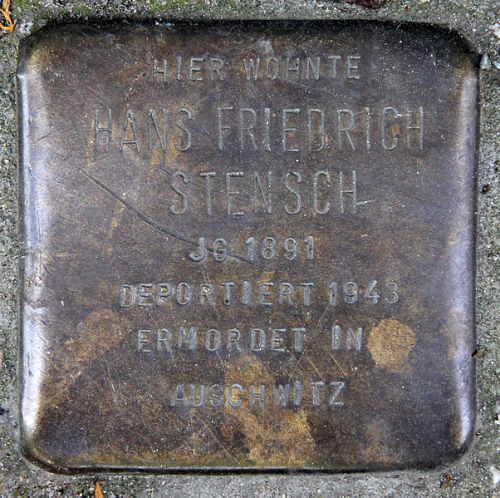 HIER WOHNTE
HANS FRIEDRICH
STENSCH
JG. 1891
DEPORTIERT 1943
ERMORDET IN
AUSCHWITZ